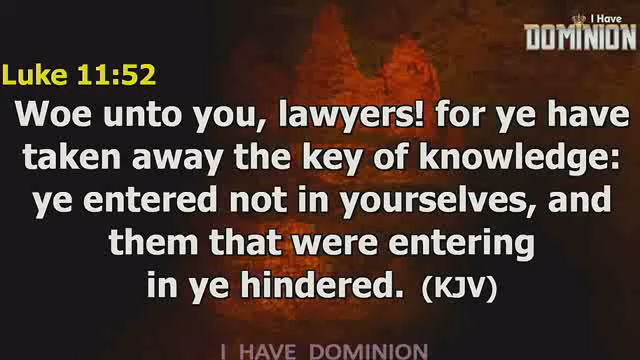 I Have
DOMINION
Luke 11:52
Woe unto you, lawyers! for ye have
taken away the key of knowledge:
ye entered not in yourselves, and
them that were entering
in ye hindered. (KJV)
I HAVE DOMINION